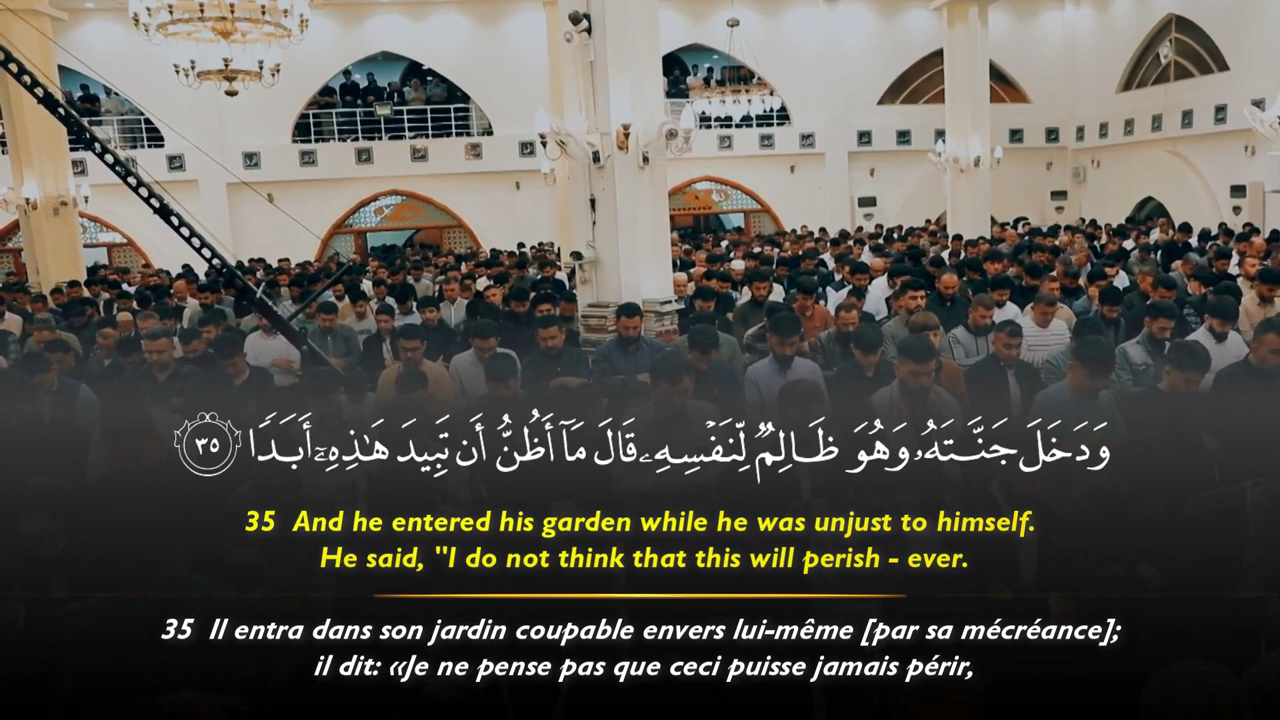 وَدَخَلَ جَنَّتَهُۥ وَهُوَ ظَالِمٌ لِّنَفْسِهِۦ قَالَ مَآ أَظُنُّ أَن تَبِيدَ هَـٰذِهِۦٓ أَبَدًا ٣٥
35 And he entered his garden while he was unjust to himself.
He said, "I do not think that this will perish - ever.
35 Il entra dans son jardin coupable envers lui-même [par sa mécréance];
il dit: «Je ne pense pas que ceci puisse jamais périr,